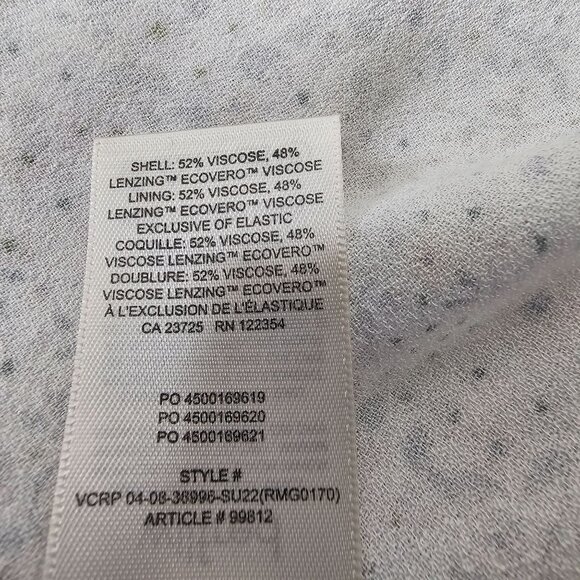 SHELL: 52% VISCOSE, 48%
LENZING™ ECOVERO™ VISCOSE
LINING: 52% VISCOSE, 48%
LENZING™ ECOVERO™ VISCOSE
EXCLUSIVE OF ELASTIC
COQUILLE: 52% VISCOSE, 48%
VISCOSE LENZING™ ECOVERO™
DOUBLURE: 52% VISCOSE, 48%
VISCOSE LENZING™ ECOVERO™
À L'EXCLUSION DE L'ÉLASTIQUE
CA 23725 RN 122354
PO 4500169619
PO 4500169620
PO 4500169621
STYLE #
VCRP 04-08-36996-SU22(RMG0170)
ARTICLE # 99812